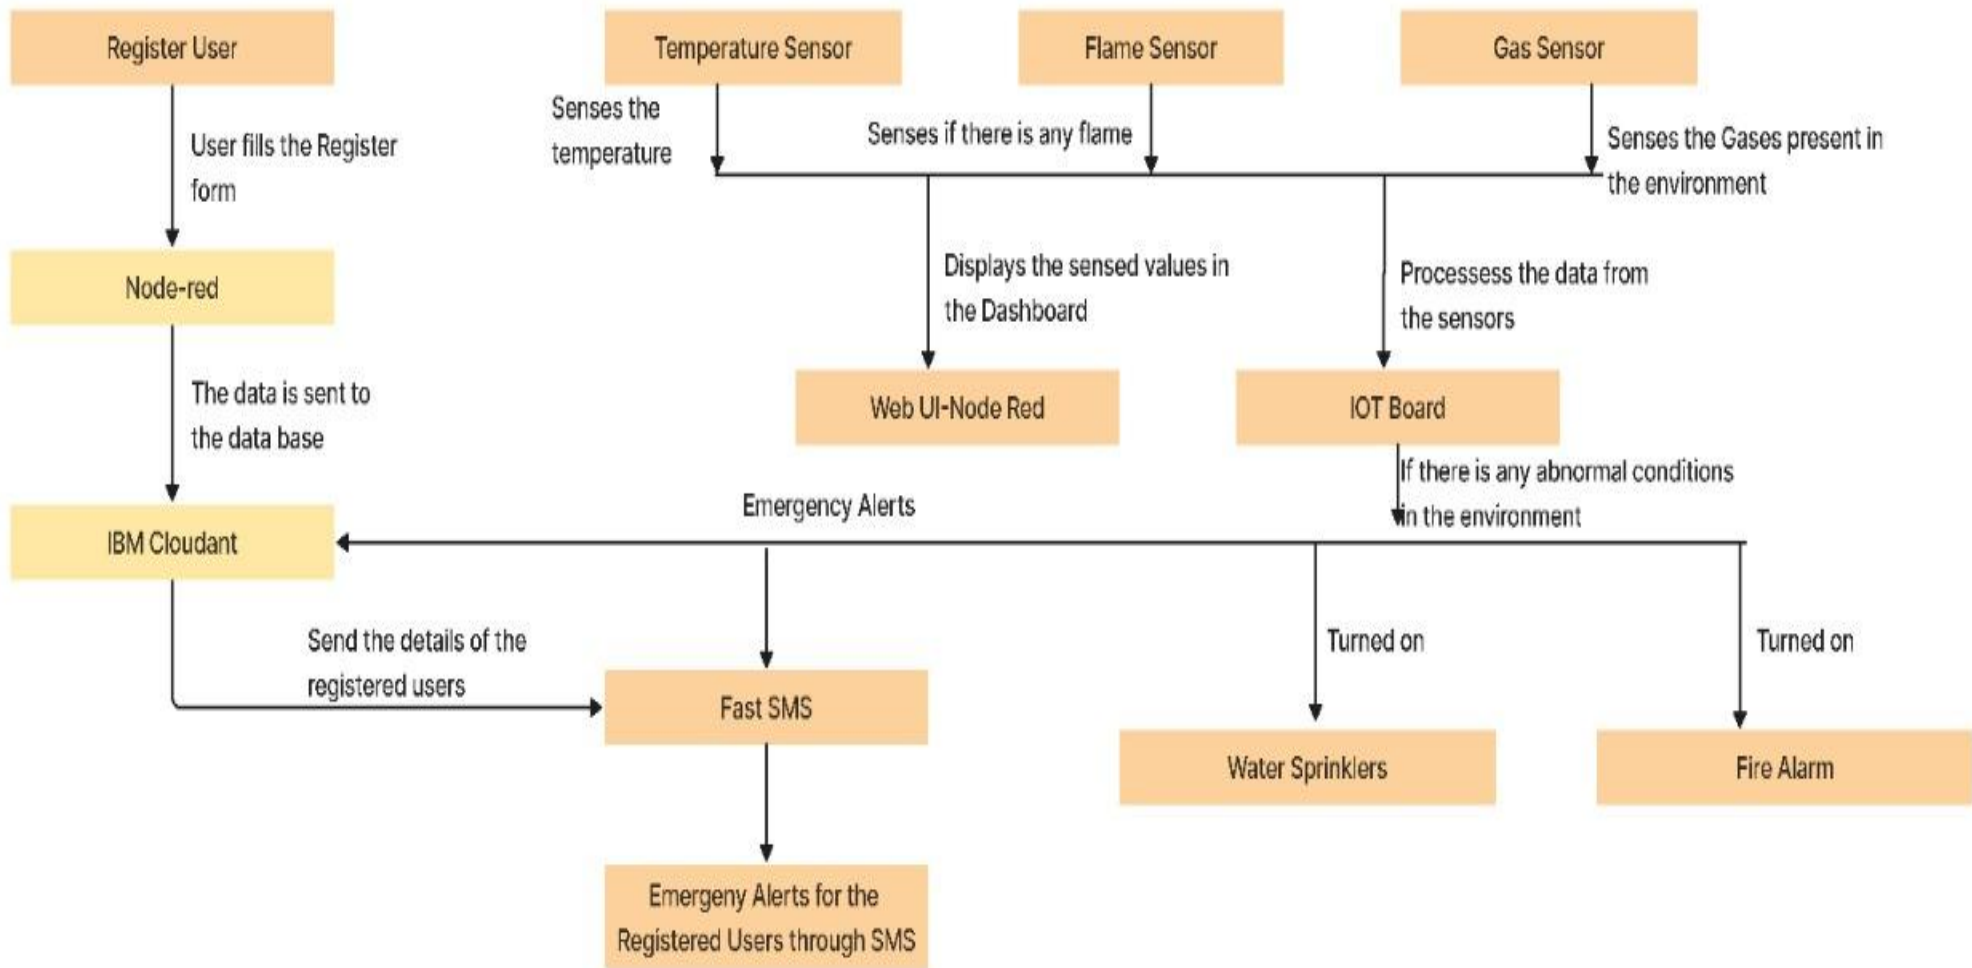 Register User
Temperature Sensor
Flame Sensor
Gas Sensor
Senses the
temperature
Senses if there is any flame
Senses the Gases present in
the environment
User fills the Register
form
Node-red
Displays the sensed values in
the Dashboard
Processess the data from
the sensors
The data is sent to
the data base
Web UI-Node Red
IOT Board
If there is any abnormal conditions
in the environment
Emergency Alerts
IBM Cloudant
Send the details of the
registered users
Turned on
Turned on
Fast SMS
Water Sprinklers
Fire Alarm
Emergeny Alerts for the
Registered Users through SMS